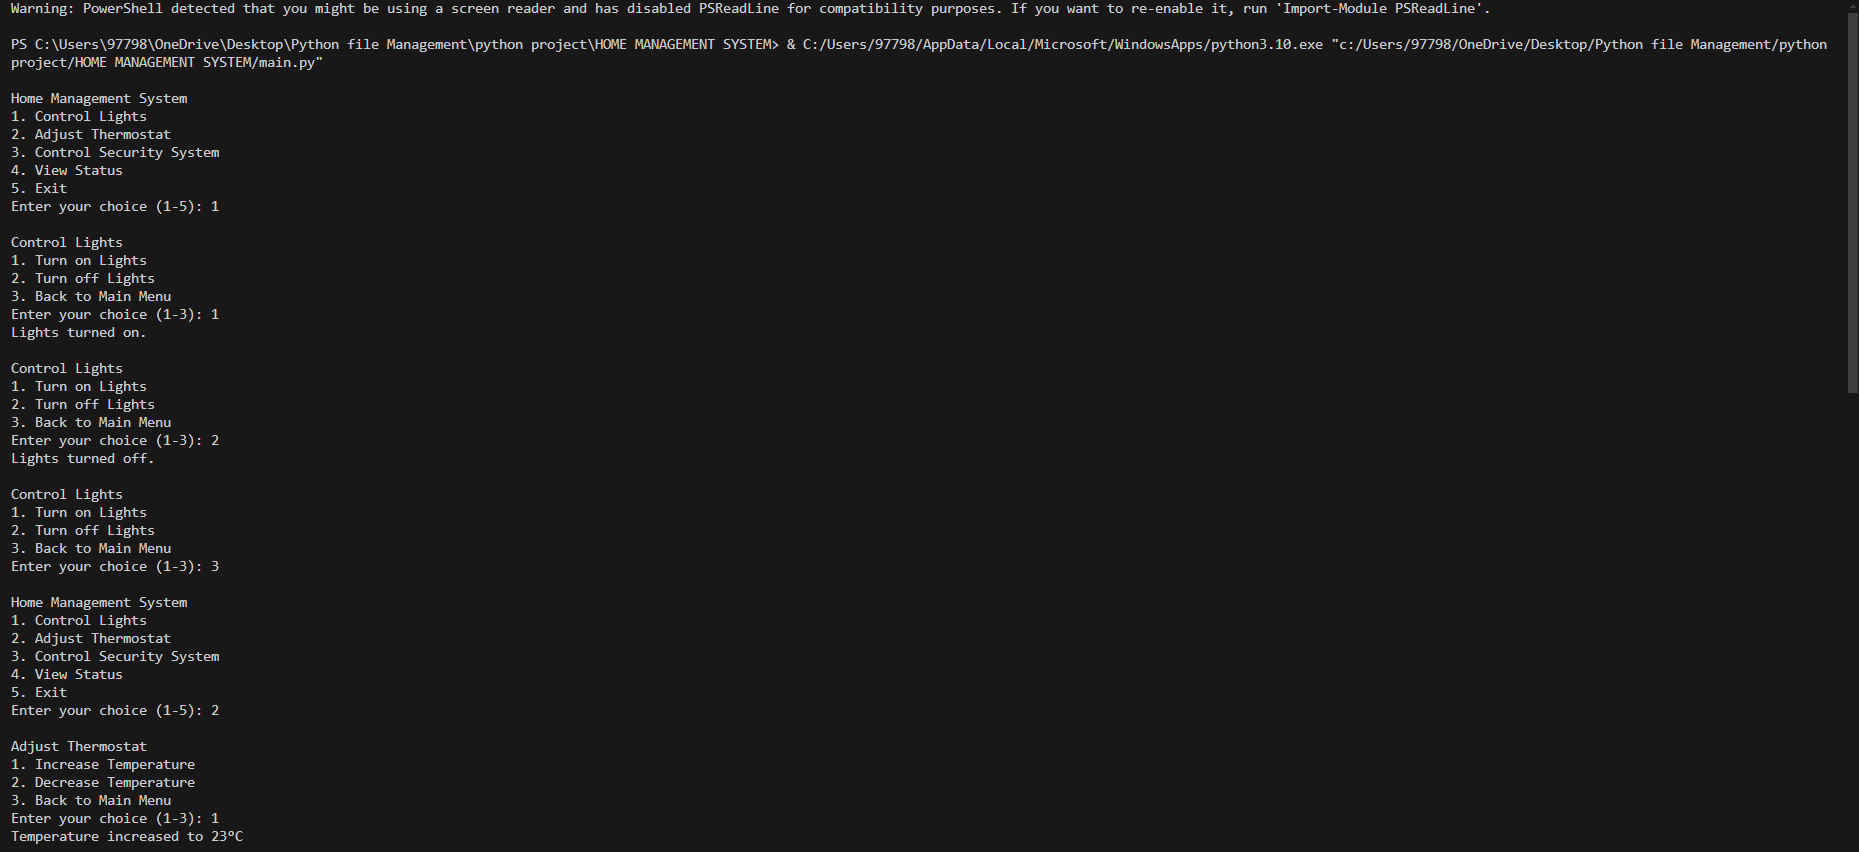 Warning: PowerShell detected that you might be using a screen reader and has disabled PSReadLine for compatibility purposes. If you want to re-enable it, run 'Import-Module PSReadLine'.
PS C:\Users\97798\OneDrive\Desktop\Python file Management\python project\HOME MANAGEMENT SYSTEM> & C:/Users/97798/AppData/Local/Microsoft/WindowsApps/python3.10.exe "c:/Users/97798/OneDrive/Desktop/Python file Management/python
project/HOME MANAGEMENT SYSTEM/main.py"
Home Management System
1. Control Lights
2. Adjust Thermostat
3. Control Security System
4. View Status
5. Exit
Enter your choice (1-5): 1
Control Lights
1. Turn on Lights
2. Turn off Lights
3. Back to Main Menu
Enter your choice (1-3): 1
Lights turned on.
Control Lights
1. Turn on Lights
2. Turn off Lights
3. Back to Main Menu
Enter your choice (1-3): 2
Lights turned off.
Control Lights
1. Turn on Lights
2. Turn off Lights
3. Back to Main Menu
Enter your choice (1-3): 3
Home Management System
1. Control Lights
2. Adjust Thermostat
3. Control Security System
4. View Status
5. Exit
Enter your choice (1-5): 2
Adjust Thermostat
1. Increase Temperature
2. Decrease Temperature
3. Back to Main Menu
Enter your choice (1-3): 1
Temperature increased to 23°C